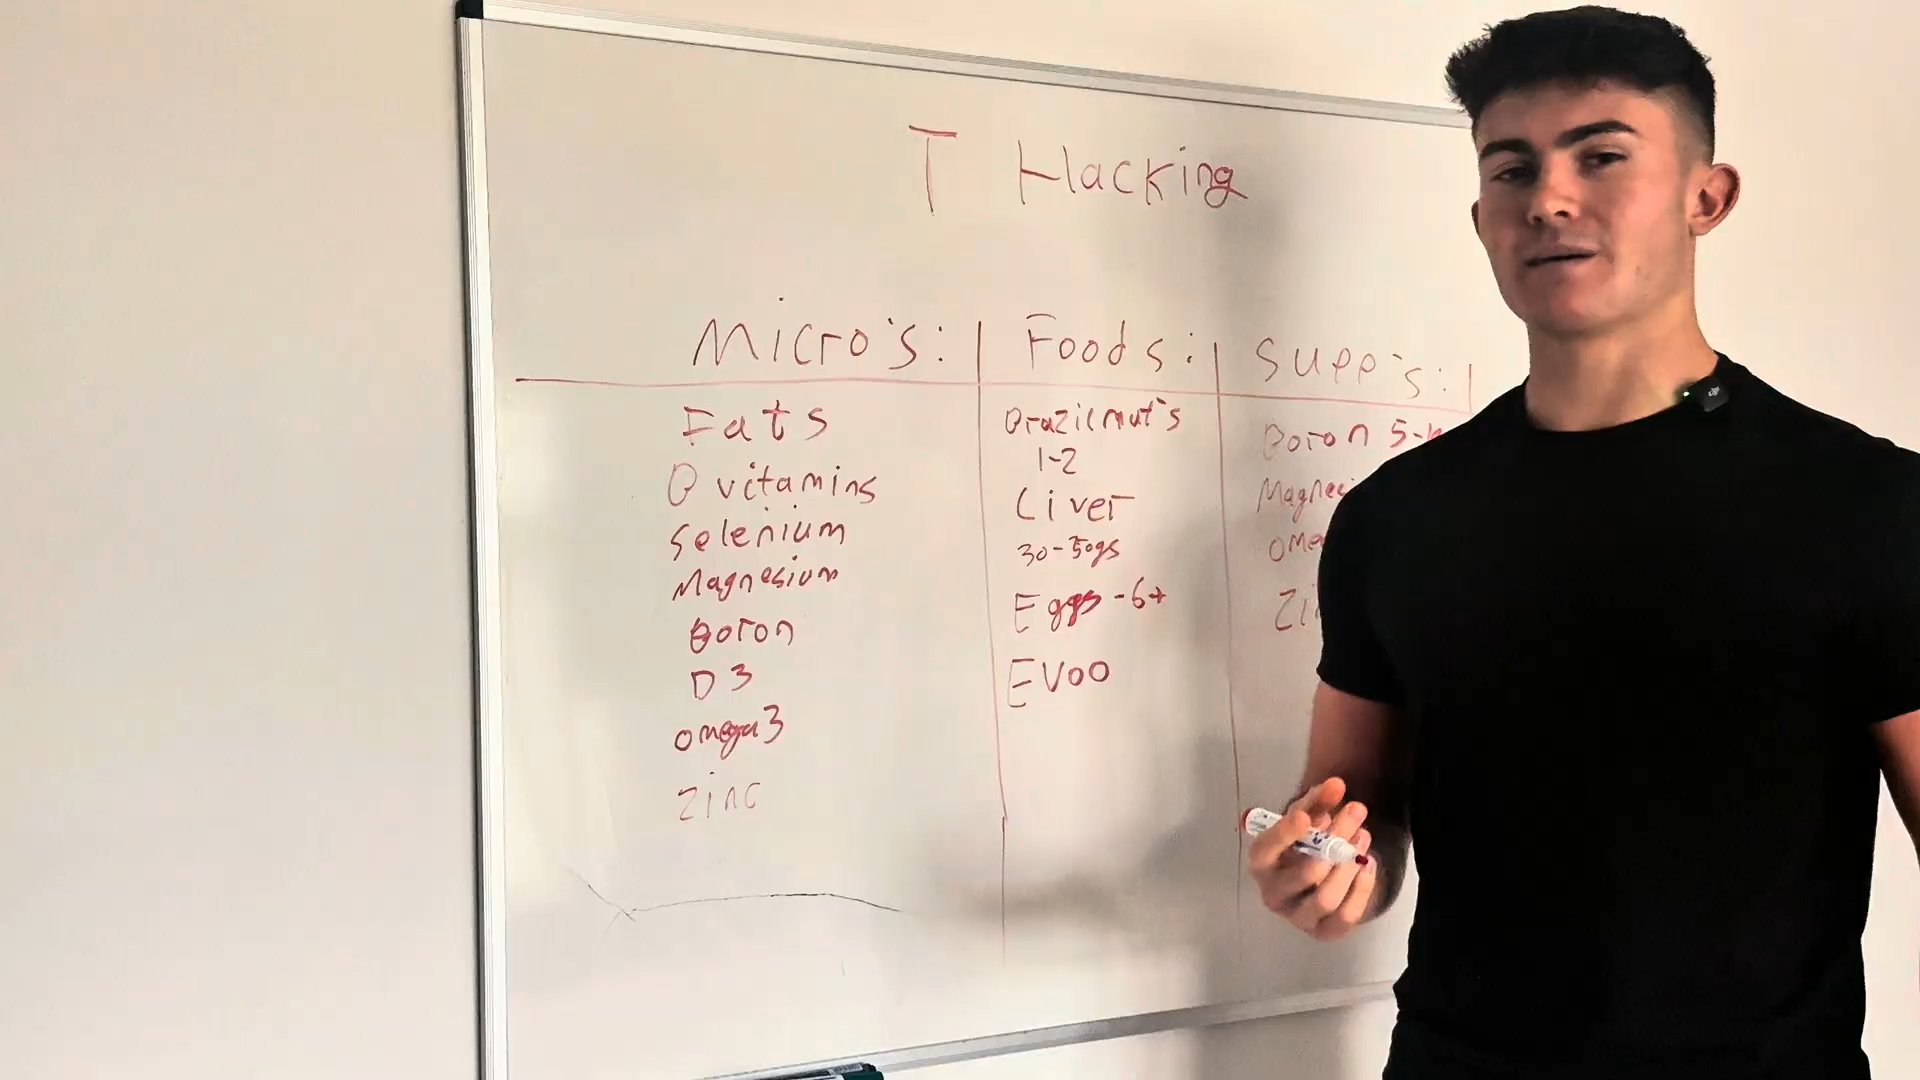 T Hacking
Micro's: Foods: Supp's:
Fats
B vitamins
Selenium
Magnesium
Boron
D3
omega3
Zinc
Brazilnut's
1-2
Liver
30-50gs
Eggs -6+
EVOO
Boron 5-